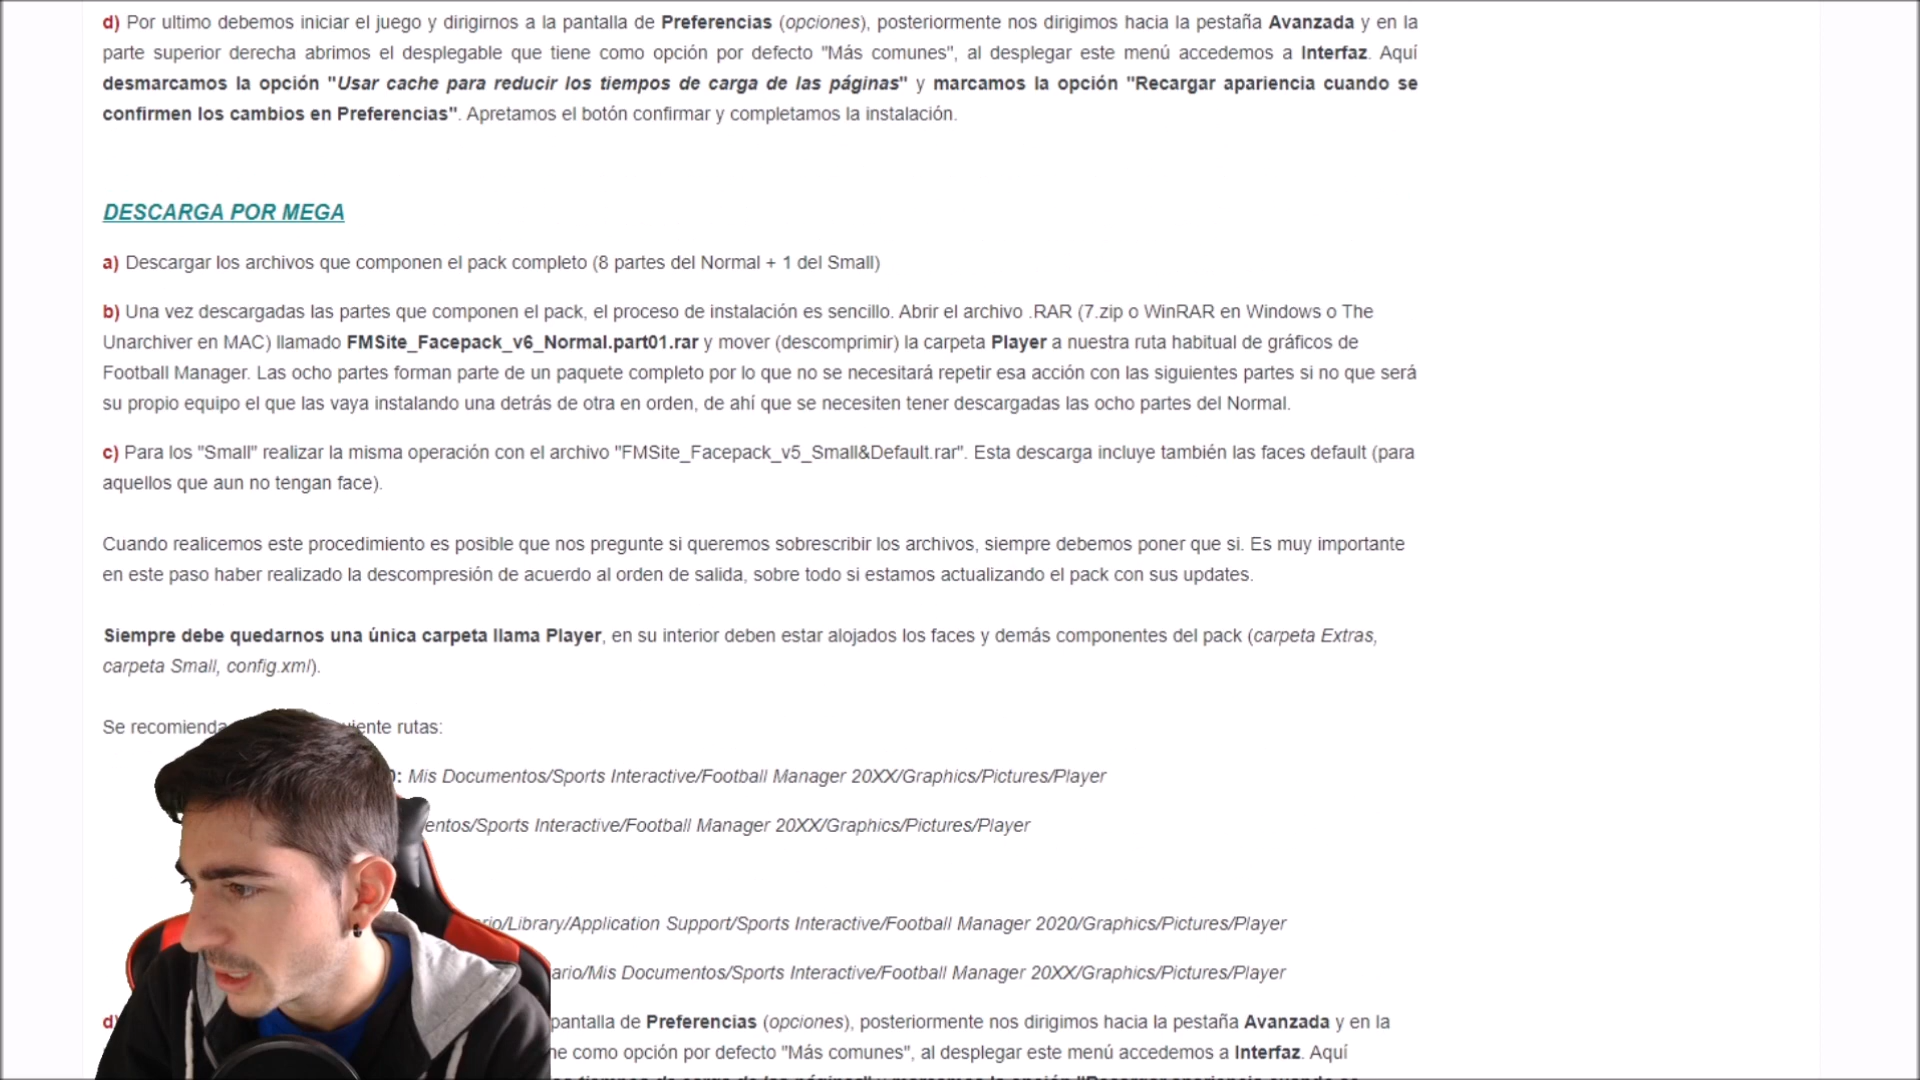 d) Por ultimo debemos iniciar el juego y dirigirnos a la pantalla de Preferencias (opciones), posteriormente nos dirigimos hacia la pestaña Avanzada y en la
parte superior derecha abrimos el desplegable que tiene como opción por defecto "Más comunes", al desplegar este menú accedemos a Interfaz. Aquí
desmarcamos la opción "Usar cache para reducir los tiempos de carga de las páginas" y marcamos la opción "Recargar apariencia cuando se
confirmen los cambios en Preferencias". Apretamos el botón confirmar y completamos la instalación.
DESCARGA POR MEGA
a) Descargar los archivos que componen el pack completo (8 partes del Normal + 1 del Small)
b) Una vez descargadas las partes que componen el pack, el proceso de instalación es sencillo. Abrir el archivo .RAR (7.zip o WinRAR en Windows o The
Unarchiver en MAC) llamado FMSite_Facepack_v6_Normal.part01.rar y mover (descomprimir) la carpeta Player a nuestra ruta habitual de gráficos de
Football Manager. Las ocho partes forman parte de un paquete completo por lo que no se necesitará repetir esa acción con las siguientes partes si no que será
su propio equipo el que las vaya instalando una detrás de otra en orden, de ahí que se necesiten tener descargadas las ocho partes del Normal.
c) Para los "Small" realizar la misma operación con el archivo "FMSite_Facepack_v5_Small&Default.rar". Esta descarga incluye también las faces default (para
aquellos que aun no tengan face).
Cuando realicemos este procedimiento es posible que nos pregunte si queremos sobrescribir los archivos, siempre debemos poner que si. Es muy importante
en este paso haber realizado la descompresión de acuerdo al orden de salida, sobre todo si estamos actualizando el pack con sus updates.
Siempre debe quedarnos una única carpeta llama Player, en su interior deben estar alojados los faces y demás componentes del pack (carpeta Extras,
carpeta Small, config.xml).
Se recomienda rutas:
: Mis Documentos/Sports Interactive/Football Manager 20XX/Graphics/Pictures/Player
entos/Sports Interactive/Football Manager 20XX/Graphics/Pictures/Player
rio/Library/Application Support/Sports Interactive/Football Manager 2020/Graphics/Pictures/Player
ario/Mis Documentos/Sports Interactive/Football Manager 20XX/Graphics/Pictures/Player
d) pantalla de Preferencias (opciones), posteriormente nos dirigimos hacia la pestaña Avanzada y en la
ne como opción por defecto "Más comunes", al desplegar este menú accedemos a Interfaz. Aquí